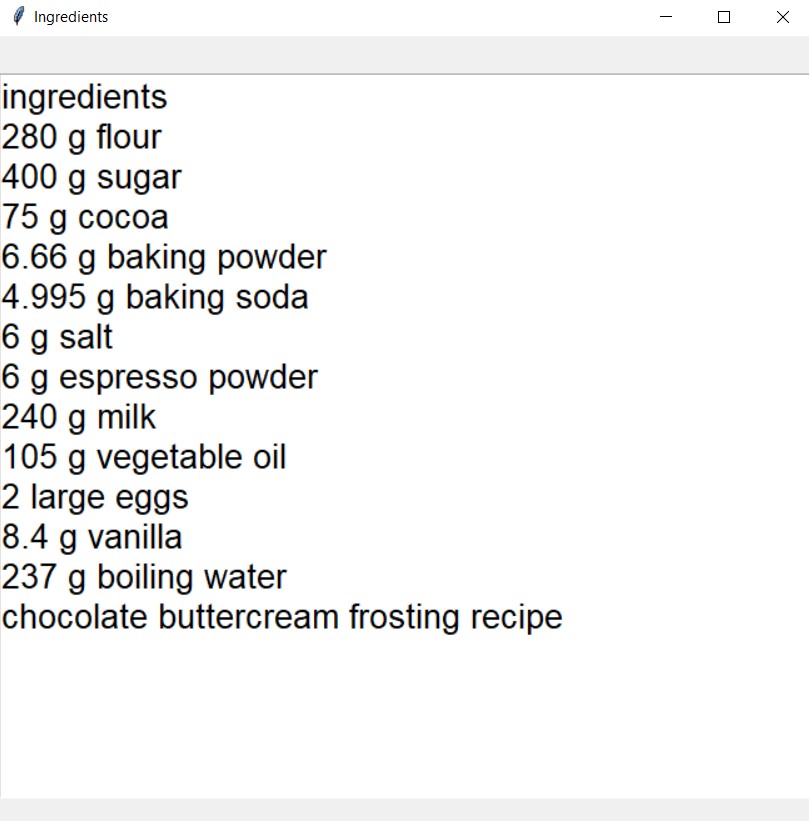 Ingredients
ingredients
280 g flour
400 g sugar
75 g cocoa
6.66 g baking powder
4.995 g baking soda
6 g salt
6 g espresso powder
240 g milk
105 g vegetable oil
2 large eggs
8.4 g vanilla
237 g boiling water
chocolate buttercream frosting recipe